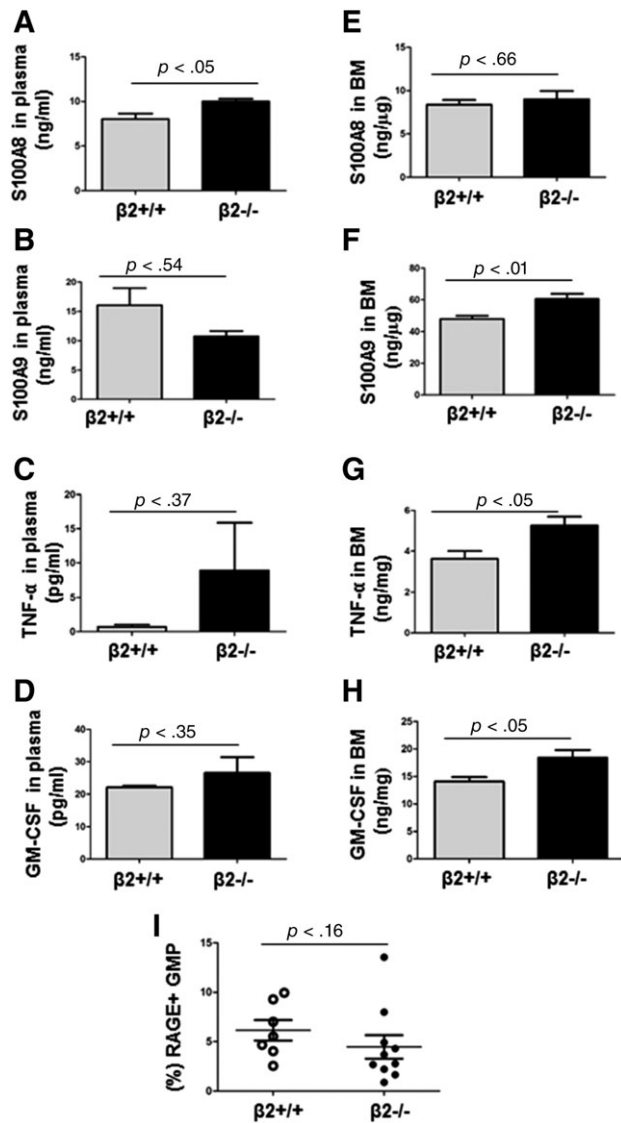 A
S100A8 in plasma
(ng/ml)
15
10
5
0
p < .05
β2+/+
β2-/-
E
S100A8 in BM
(ng/μg)
15
10
5
0
p < .66
β2+/+
β2-/-
B
S100A9 in plasma
(ng/ml)
20
15
10
5
0
p < .54
β2+/+
β2-/-
F
S100A9 in BM
(ng/μg)
80
60
40
20
0
p < .01
β2+/+
β2-/-
C
TNF-α in plasma
(pg/ml)
20
15
10
5
0
p < .37
β2+/+
β2-/-
G
TNF-α in BM
(ng/mg)
6
4
2
0
p < .05
β2+/+
β2-/-
D
GM-CSF in plasma
(pg/ml)
40
30
20
10
0
p < .35
β2+/+
β2-/-
H
GM-CSF in BM
(ng/mg)
25
20
15
10
5
0
p < .05
β2+/+
β2-/-
I
(%) RAGE+ GMP
15
10
5
0
p < .16
β2+/+
β2-/-